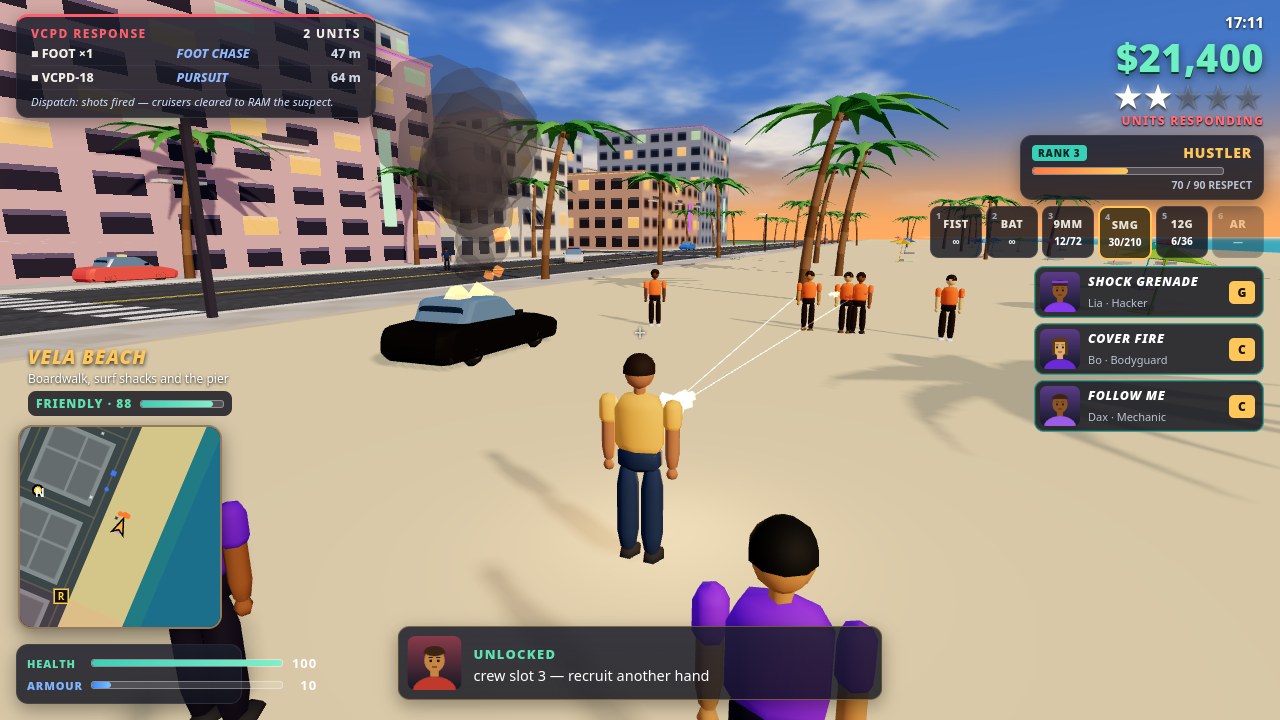 VCPD RESPONSE 2 UNITS
■ FOOT ×1 FOOT CHASE 47 m
■ VCPD-18 PURSUIT 64 m
Dispatch: shots fired — cruisers cleared to RAM the suspect.
17:11
$21,400
UNITS RESPONDING
RANK 3 HUSTLER
70 / 90 RESPECT
1 FIST ∞
2 BAT ∞
3 9MM 12/72
4 SMG 30/210
5 12G 6/36
6 AR —
SHOCK GRENADE
Lia · Hacker
G
COVER FIRE
Bo · Bodyguard
C
FOLLOW ME
Dax · Mechanic
C
VELA BEACH
Boardwalk, surf shacks and the pier
FRIENDLY · 88
N
R
HEALTH 100
ARMOUR 10
UNLOCKED
crew slot 3 — recruit another hand